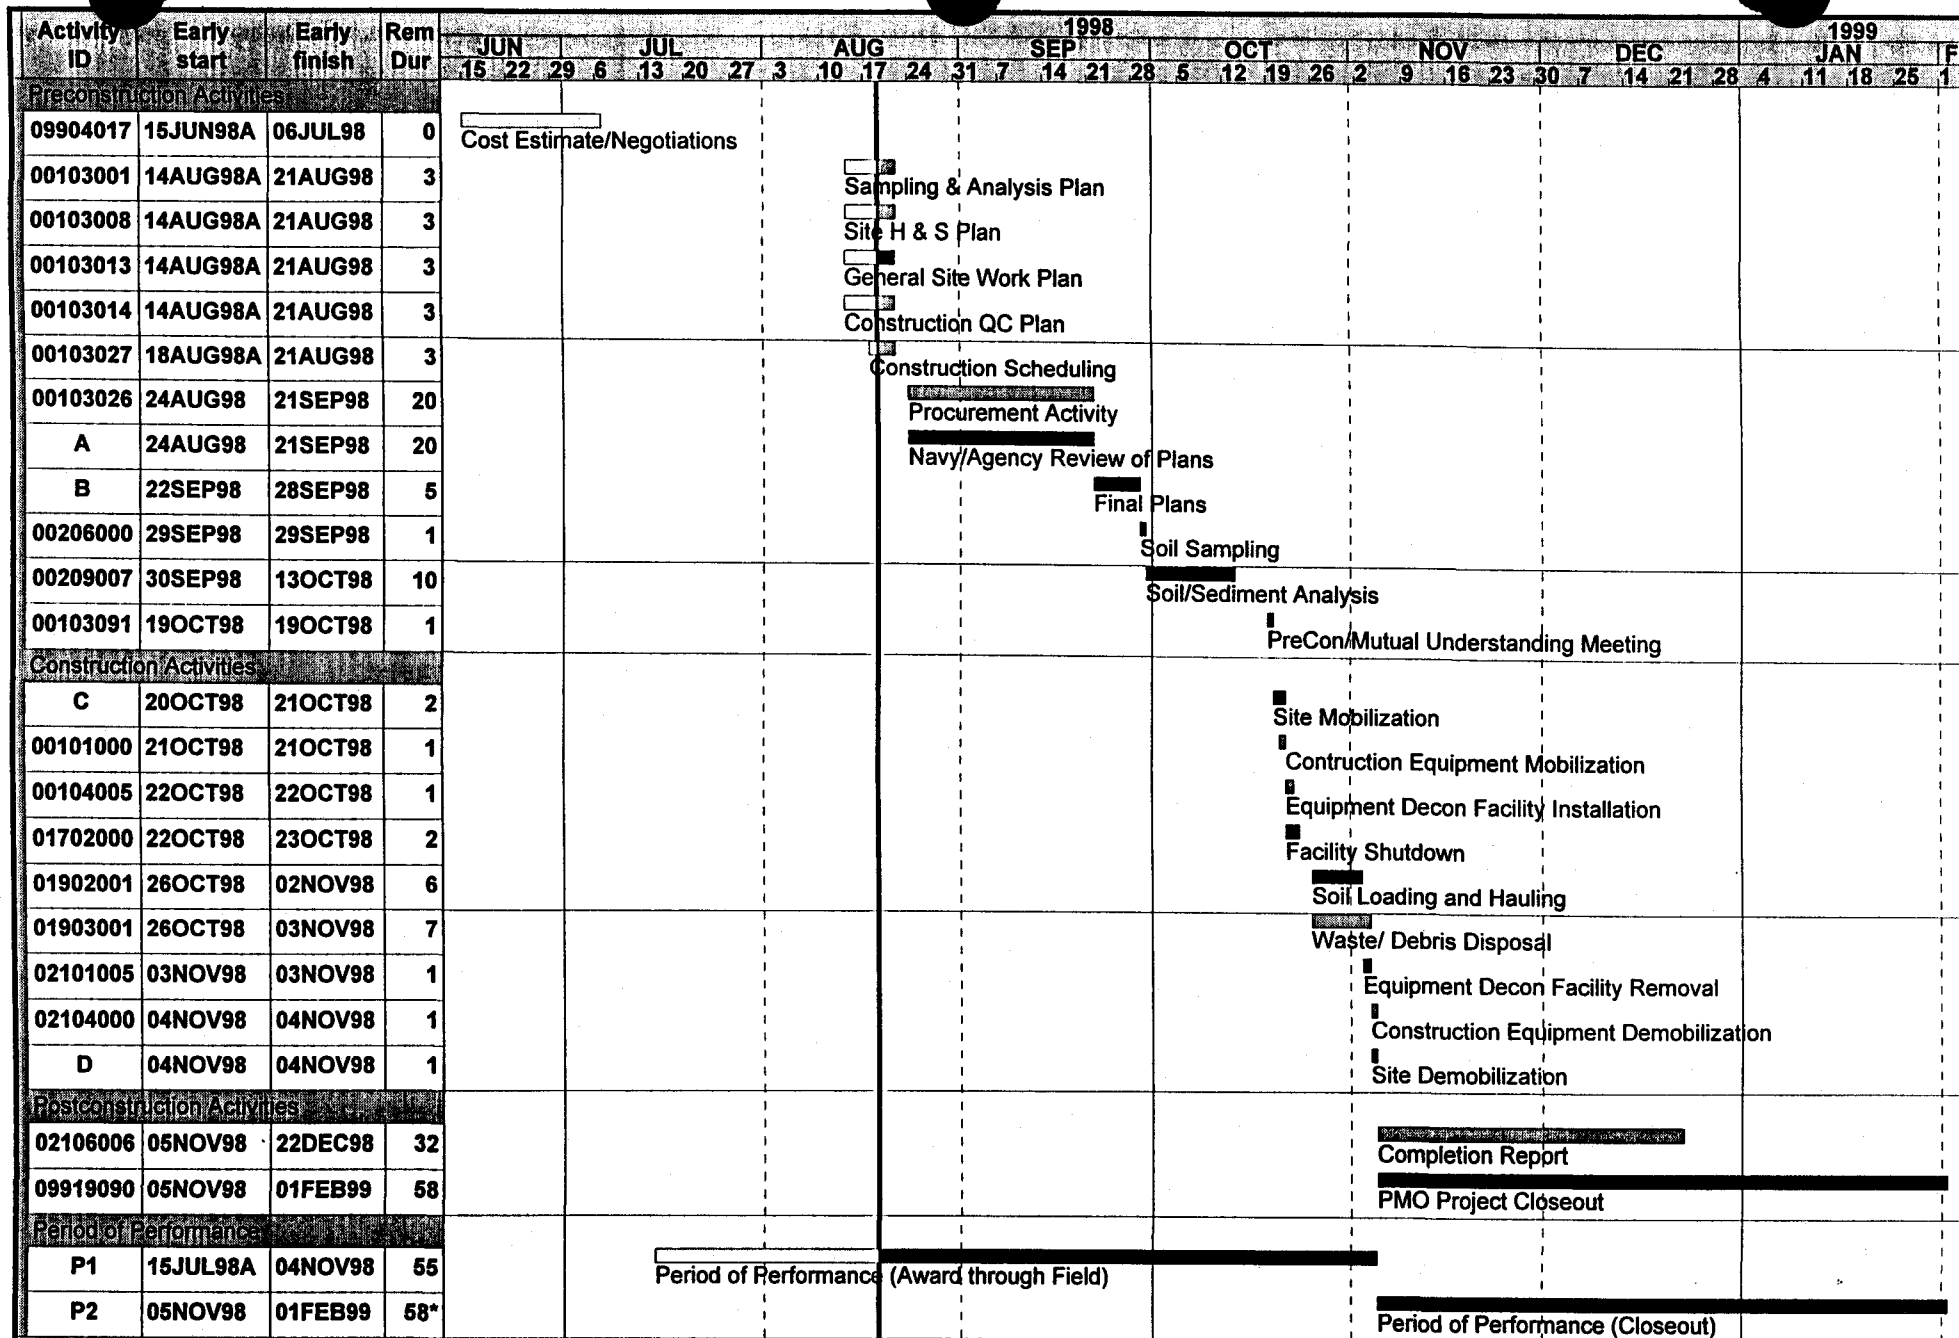 Activity ID Early start Early finish Rem Dur
1998 1999
JUN JUL AUG SEP OCT NOV DEC JAN F
15 22 29 6 13 20 27 3 10 17 24 31 7 14 21 28 5 12 19 26 2 9 16 23 30 7 14 21 28 4 11 18 25 1
Preconstruction Activities
09904017 15JUN98A 06JUL98 0
Cost Estimate/Negotiations
00103001 14AUG98A 21AUG98 3
Sampling & Analysis Plan
00103008 14AUG98A 21AUG98 3
Site H & S Plan
00103013 14AUG98A 21AUG98 3
General Site Work Plan
00103014 14AUG98A 21AUG98 3
Construction QC Plan
00103027 18AUG98A 21AUG98 3
Construction Scheduling
00103026 24AUG98 21SEP98 20
Procurement Activity
A 24AUG98 21SEP98 20
Navy/Agency Review of Plans
B 22SEP98 28SEP98 5
Final Plans
00206000 29SEP98 29SEP98 1
Soil Sampling
00209007 30SEP98 13OCT98 10
Soil/Sediment Analysis
00103091 19OCT98 19OCT98 1
PreCon/Mutual Understanding Meeting
Construction Activities
C 20OCT98 21OCT98 2
Site Mobilization
00101000 21OCT98 21OCT98 1
Contruction Equipment Mobilization
00104005 22OCT98 22OCT98 1
Equipment Decon Facility Installation
01702000 22OCT98 23OCT98 2
Facility Shutdown
01902001 26OCT98 02NOV98 6
Soil Loading and Hauling
01903001 26OCT98 03NOV98 7
Waste/ Debris Disposal
02101005 03NOV98 03NOV98 1
Equipment Decon Facility Removal
02104000 04NOV98 04NOV98 1
Construction Equipment Demobilization
D 04NOV98 04NOV98 1
Site Demobilization
Postconstruction Activities
02106006 05NOV98 22DEC98 32
Completion Report
09919090 05NOV98 01FEB99 58
PMO Project Closeout
Period of Performance
P1 15JUL98A 04NOV98 55
Period of Performance (Award through Field)
P2 05NOV98 01FEB99 58*
Period of Performance (Closeout)